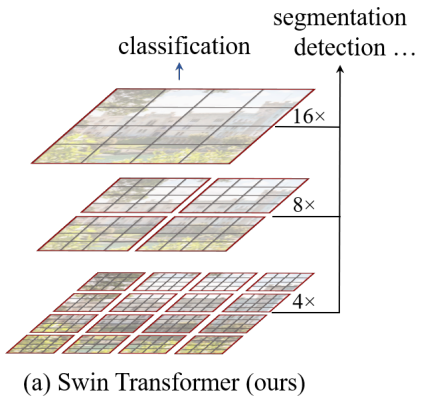 segmentation
classification detection ...
16×
8×
4×
(a) Swin Transformer (ours)